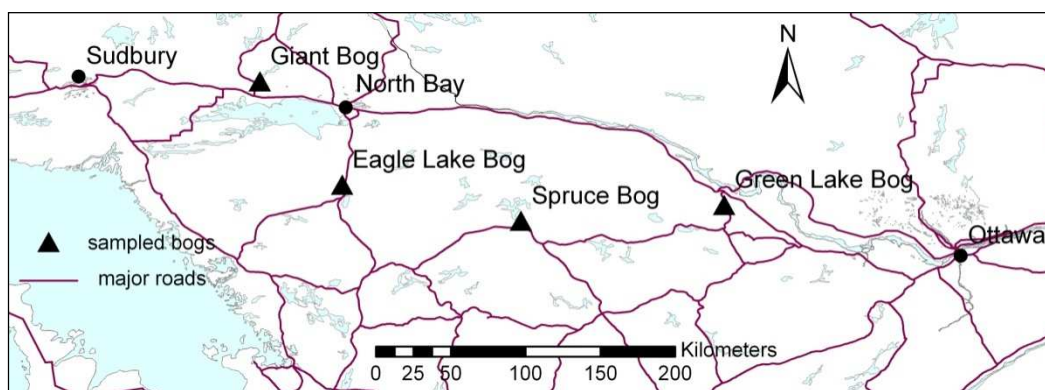 Sudbury
Giant Bog
N
North Bay
Eagle Lake Bog
Spruce Bog
Green Lake Bog
Ottawa
sampled bogs
major roads
Kilometers
0 25 50 100 150 200